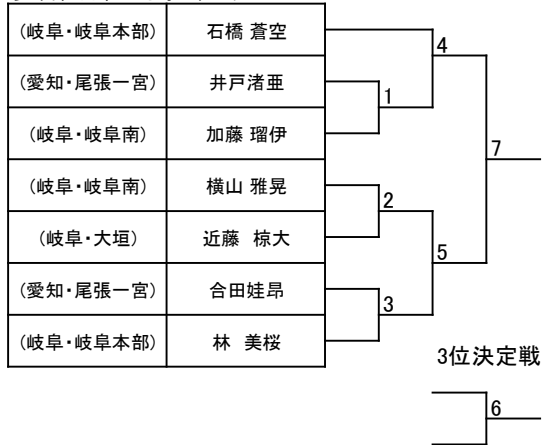 (岐阜・岐阜本部) 石橋 蒼空
(愛知・尾張一宮) 井戸渚亜
(岐阜・岐阜南) 加藤 瑠伊
(岐阜・岐阜南) 横山 雅晃
(岐阜・大垣) 近藤 椋大
(愛知・尾張一宮) 合田娃昂
(岐阜・岐阜本部) 林 美桜
4
1
7
2
5
3
3位決定戦
6